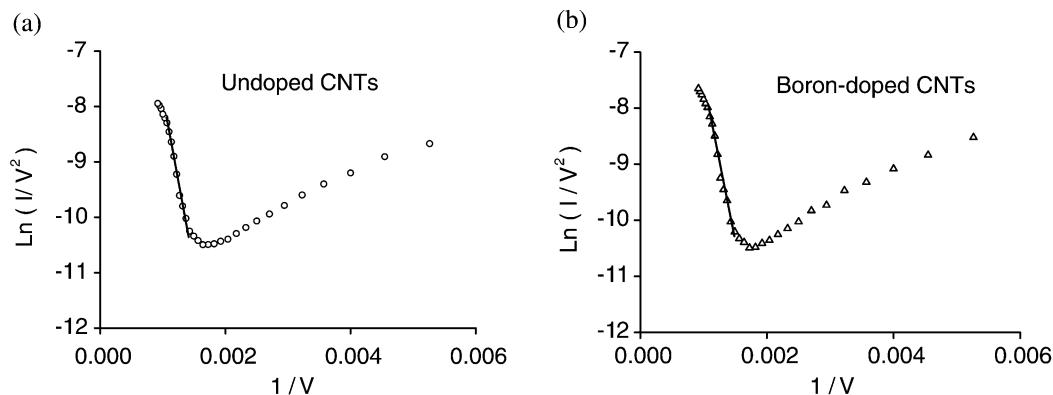 (a)
Undoped CNTs
Ln ( I / V²)
-7
-8
-9
-10
-11
-12
0.000
0.002
0.004
0.006
1 / V
(b)
Boron-doped CNTs
Ln ( I / V²)
-7
-8
-9
-10
-11
-12
0.000
0.002
0.004
0.006
1 / V